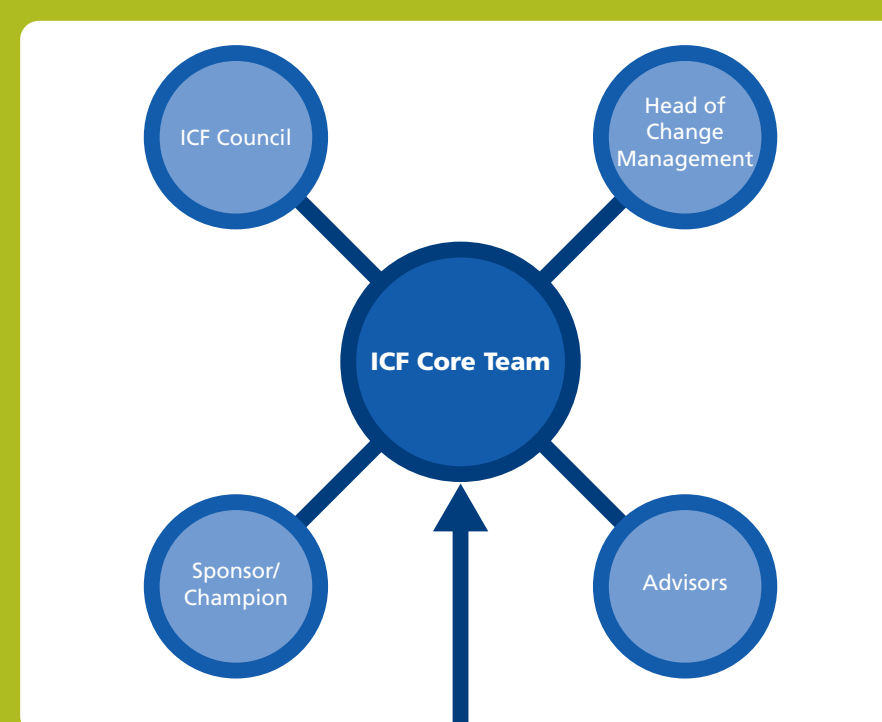 ICF Council
Head of
Change
Management
ICF Core Team
Sponsor/
Champion
Advisors